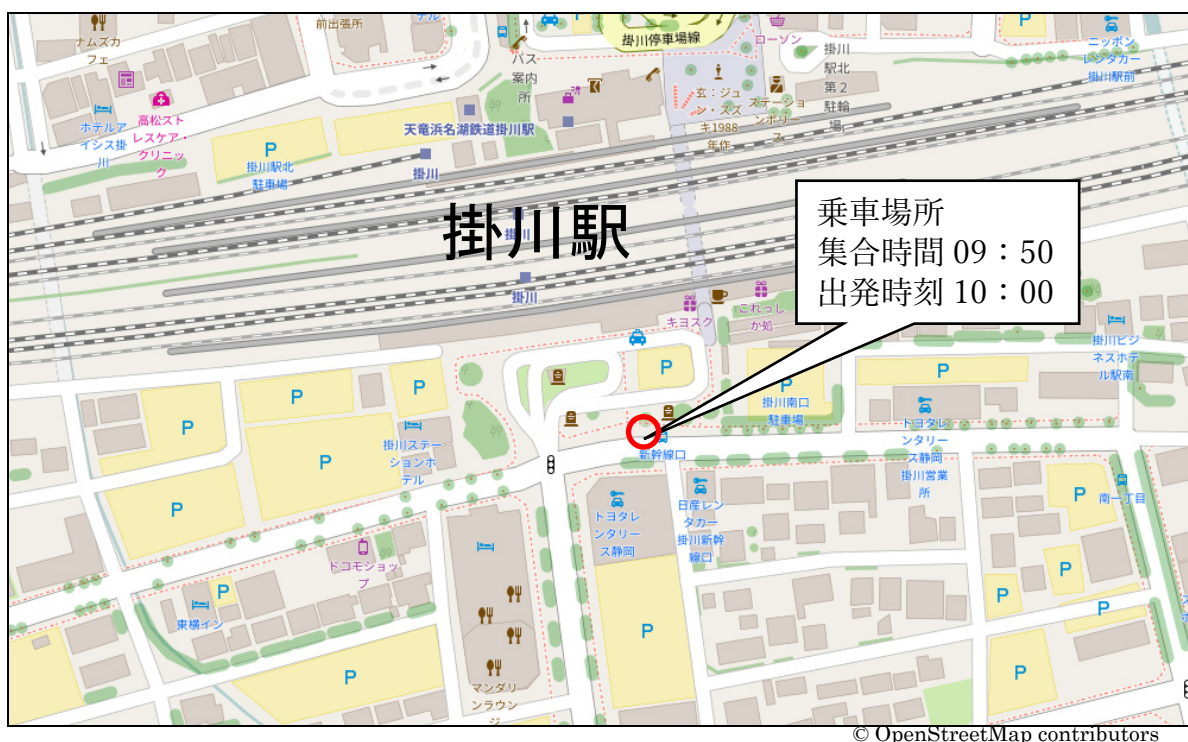 ナムズカ
フェ
前出張所
テル
バス
案内
所
掛川停車場線
ローソン
掛川
駅北
第2
駐輪
場
ニッポン
レンタカー
掛川駅前
P
P
ホテルア
イシス掛
川
高松スト
レスケア・
クリニッ
ク
P
掛川駅北
駐車場
天竜浜名湖鉄道掛川駅
掛川
玄:ジュ
ン・スズ
キ1988
年作
ステーショ
ンポリ
ス
掛川駅
掛川
掛川
乗車場所
集合時間 09:50
出発時刻 10:00
キヨスク
これっし
か処
掛川ビジ
ネスホテ
ル駅南
P
P
P
P
P
P
掛川南口
駐車場
P
P
P
掛川ステー
ションホ
テル
新幹線口
トヨタレ
ンタリー
ス静岡
掛川営業
所
トヨタレ
ンタリー
ス静岡
日産レン
タカー
掛川新幹
線口
P
南一丁目
ドコモショッ
プ
P
東横イン
P
P
P
P
P
P
マンダリ
ンラウン
ジ
© OpenStreetMap contributors